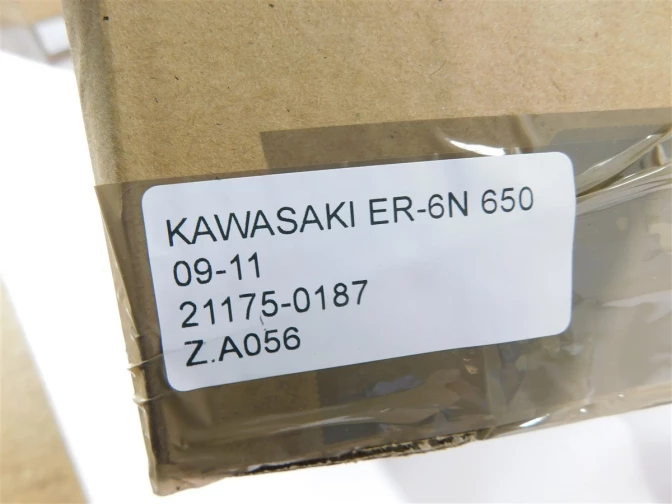 KAWASAKI ER-6N 650
09-11
21175-0187
Z.A056